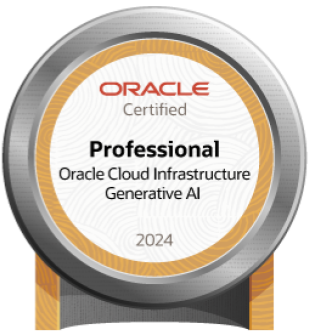 ORACLE
Certified
Professional
Oracle Cloud Infrastructure
Generative AI
2024